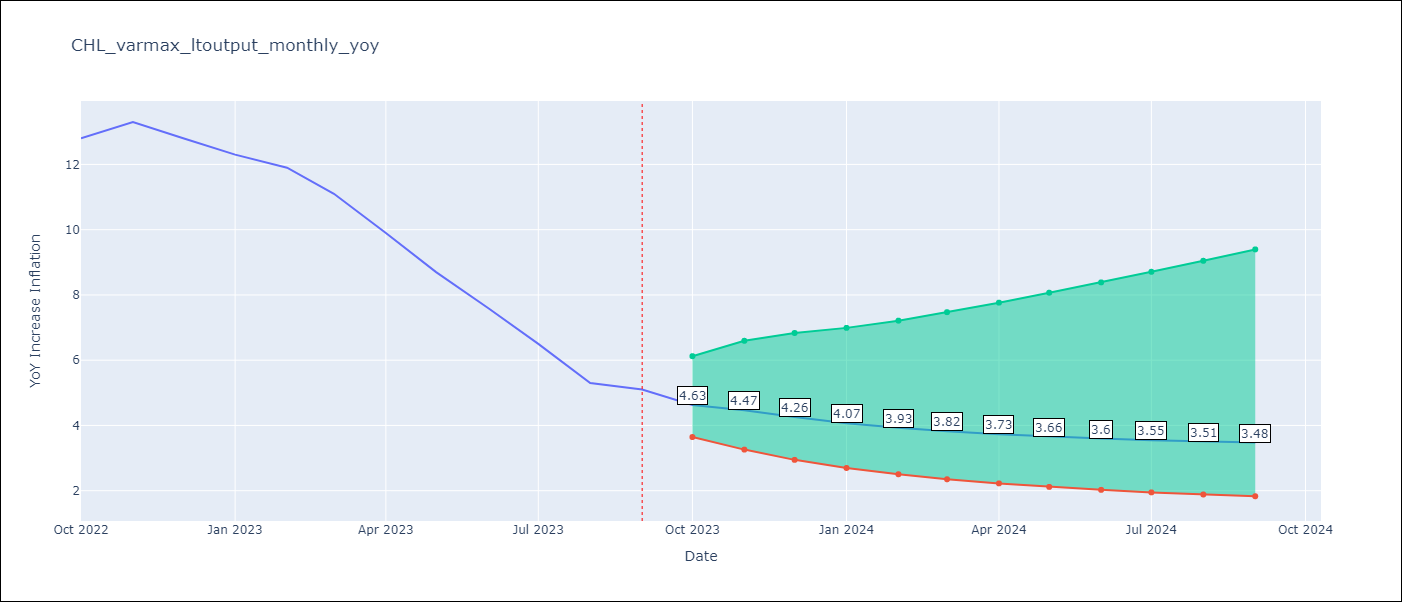 CHL_varmax_ltoutput_monthly_yoy
YoY Increase Inflation
12
10
8
6
4
2
4.63
4.47
4.26
4.07
3.93
3.82
3.73
3.66
3.6
3.55
3.51
3.48
Oct 2022
Jan 2023
Apr 2023
Jul 2023
Oct 2023
Jan 2024
Apr 2024
Jul 2024
Oct 2024
Date